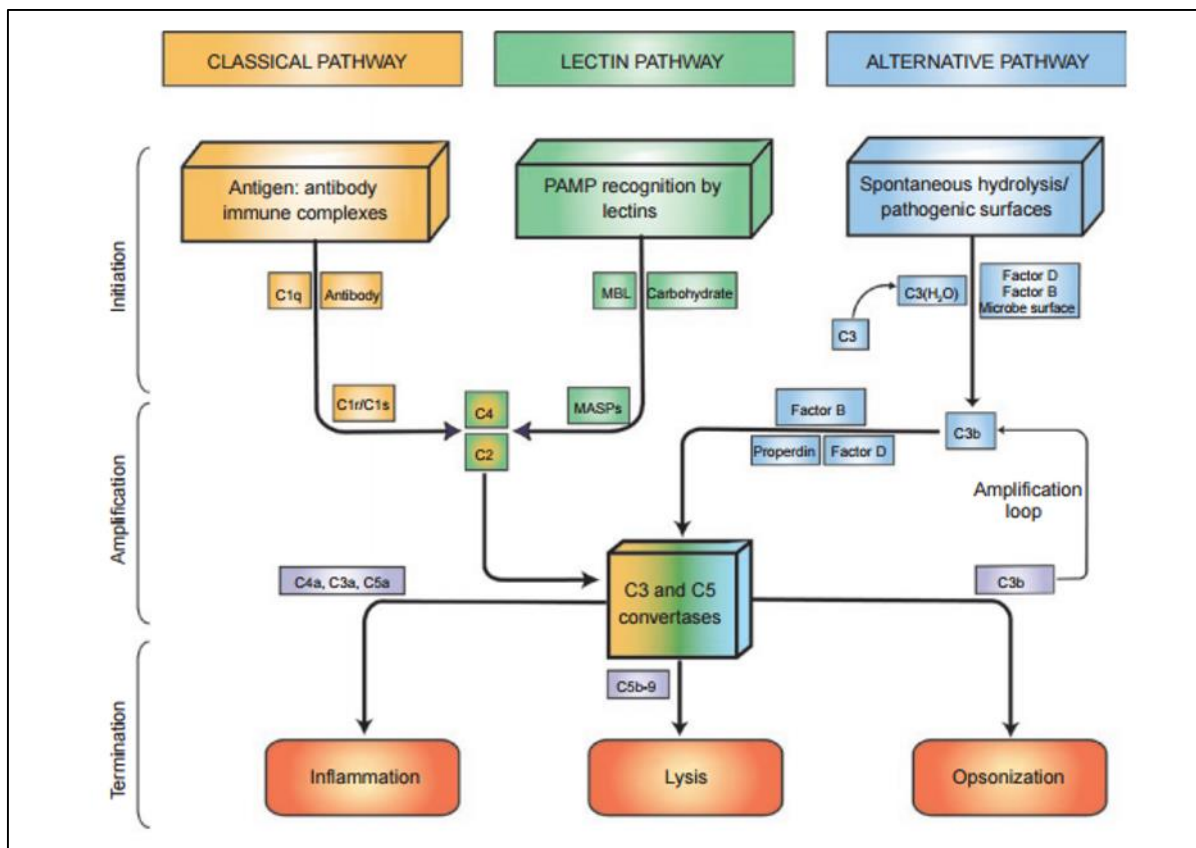 CLASSICAL PATHWAY
LECTIN PATHWAY
ALTERNATIVE PATHWAY
Initiation
Antigen: antibody
immune complexes
PAMP recognition by
lectins
Spontaneous hydrolysis/
pathogenic surfaces
C1q
Antibody
MBL
Carbohydrate
C3(H₂O)
Factor D
Factor B
Microbe surface
C3
Amplification
C1r/C1s
C4
C2
MASPs
Factor B
Properdin
Factor D
C3b
Amplification
loop
C4a, C3a, C5a
C3 and C5
convertases
C3b
Termination
C5b-9
Inflammation
Lysis
Opsonization